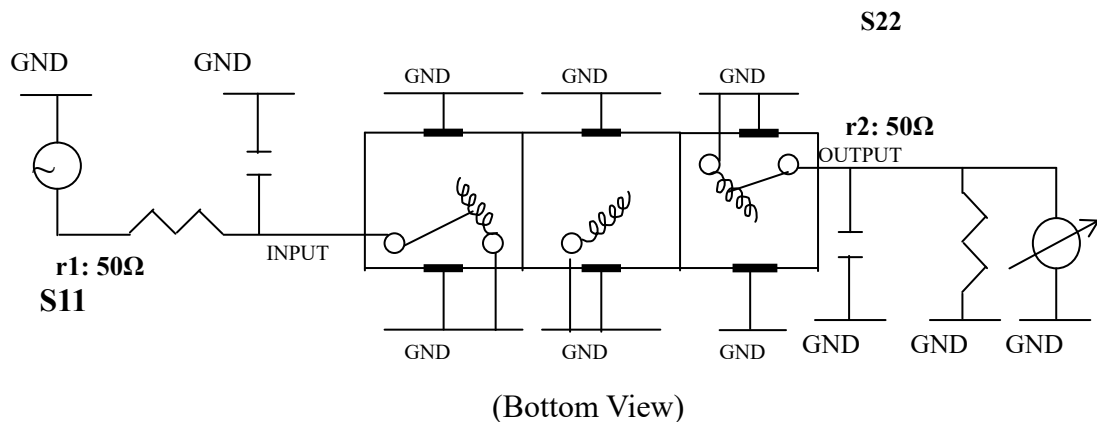 S22
GND
GND
GND
GND
GND
r2: 50Ω
OUTPUT
INPUT
r1: 50Ω
S11
GND
GND
GND
GND
GND
GND
(Bottom View)